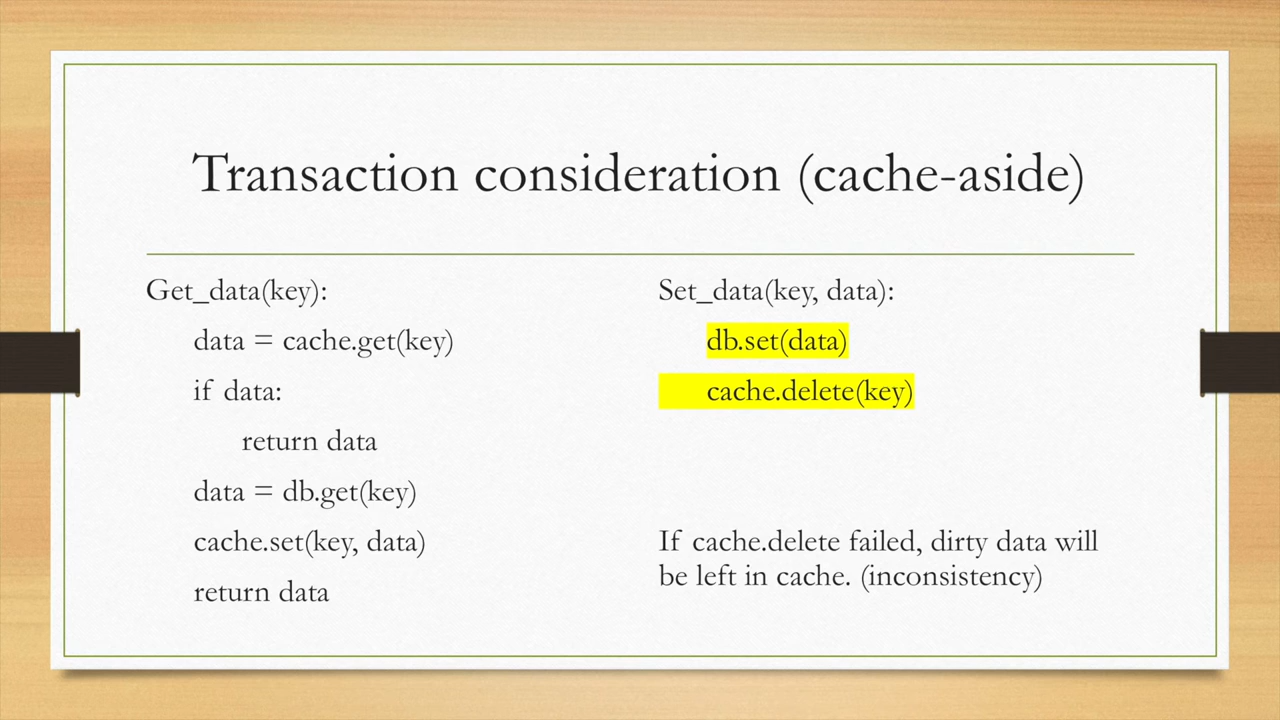 Transaction consideration (cache-aside)
Get_data(key):
data = cache.get(key)
if data:
return data
data = db.get(key)
cache.set(key, data)
return data
Set_data(key, data):
db.set(data)
cache.delete(key)
If cache.delete failed, dirty data will
be left in cache. (inconsistency)